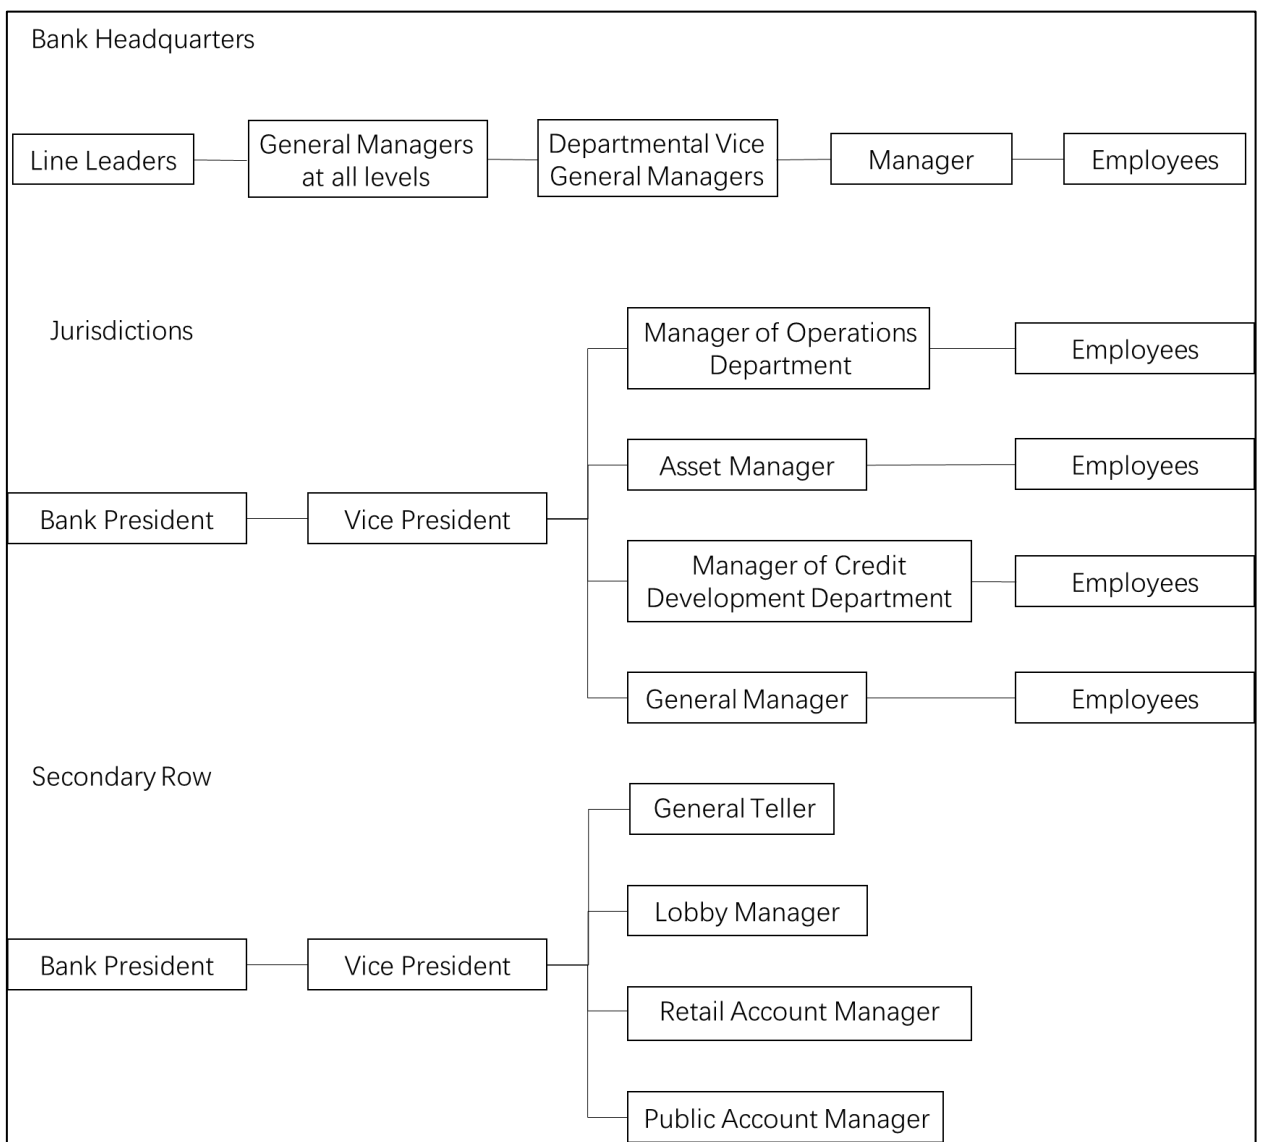 Bank Headquarters
Line Leaders
General Managers
at all levels
Departmental Vice
General Managers
Manager
Employees
Jurisdictions
Manager of Operations
Department
Employees
Asset Manager
Employees
Bank President
Vice President
Manager of Credit
Development Department
Employees
General Manager
Employees
Secondary Row
General Teller
Lobby Manager
Bank President
Vice President
Retail Account Manager
Public Account Manager